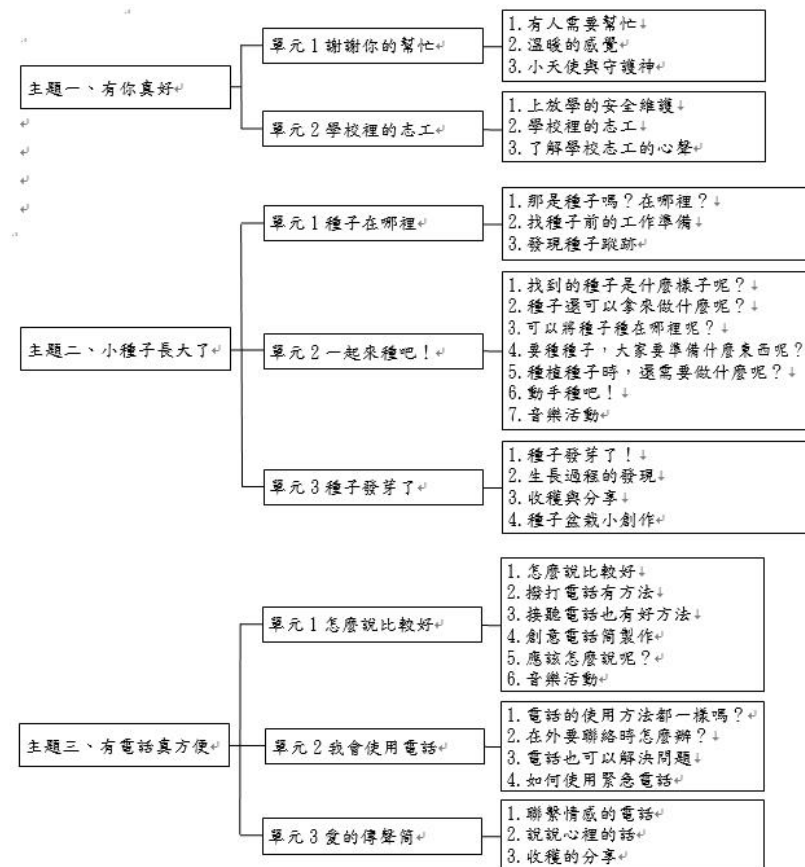 主題一、有你真好
單元 1 謝謝你的幫忙
1.有人需要幫忙
2.溫暖的感覺
3.小天使與守護神
單元 2 學校裡的志工
1.上放學的安全維護
2.學校裡的志工
3.了解學校志工的心聲
主題二、小種子長大了
單元 1 種子在哪裡
1.那是種子嗎？在哪裡？
2.找種子前的工作準備
3.發現種子蹤跡
單元 2 一起來種吧！
1.找到的種子是什麼樣子呢？
2.種子還可以拿來做什麼呢？
3.可以將種子種在哪裡呢？
4.要種種子，大家要準備什麼東西呢？
5.種植種子時，還需要做什麼呢？
6.動手種吧！
7.音樂活動
單元 3 種子發芽了
1.種子發芽了！
2.生長過程的發現
3.收穫與分享
4.種子盆栽小創作
主題三、有電話真方便
單元 1 怎麼說比較好
1.怎麼說比較好
2.撥打電話有方法
3.接聽電話也有好方法
4.創意電話筒製作
5.應該怎麼說呢？
6.音樂活動
單元 2 我會使用電話
1.電話的使用方法都一樣嗎？
2.在外要聯絡時怎麼辦？
3.電話也可以解決問題
4.如何使用緊急電話
單元 3 愛的傳聲筒
1.聯繫情感的電話
2.說說心裡的話
3.收穫的分享